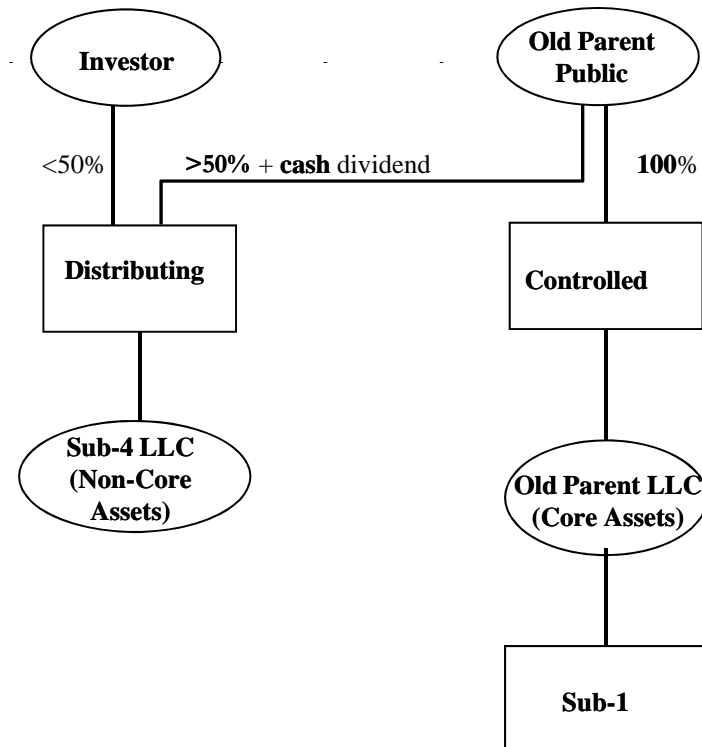 Investor
Old Parent
Public
<50%
>50% + cash dividend
100%
Distributing
Controlled
Sub-4 LLC
(Non-Core
Assets)
Old Parent LLC
(Core Assets)
Sub-1